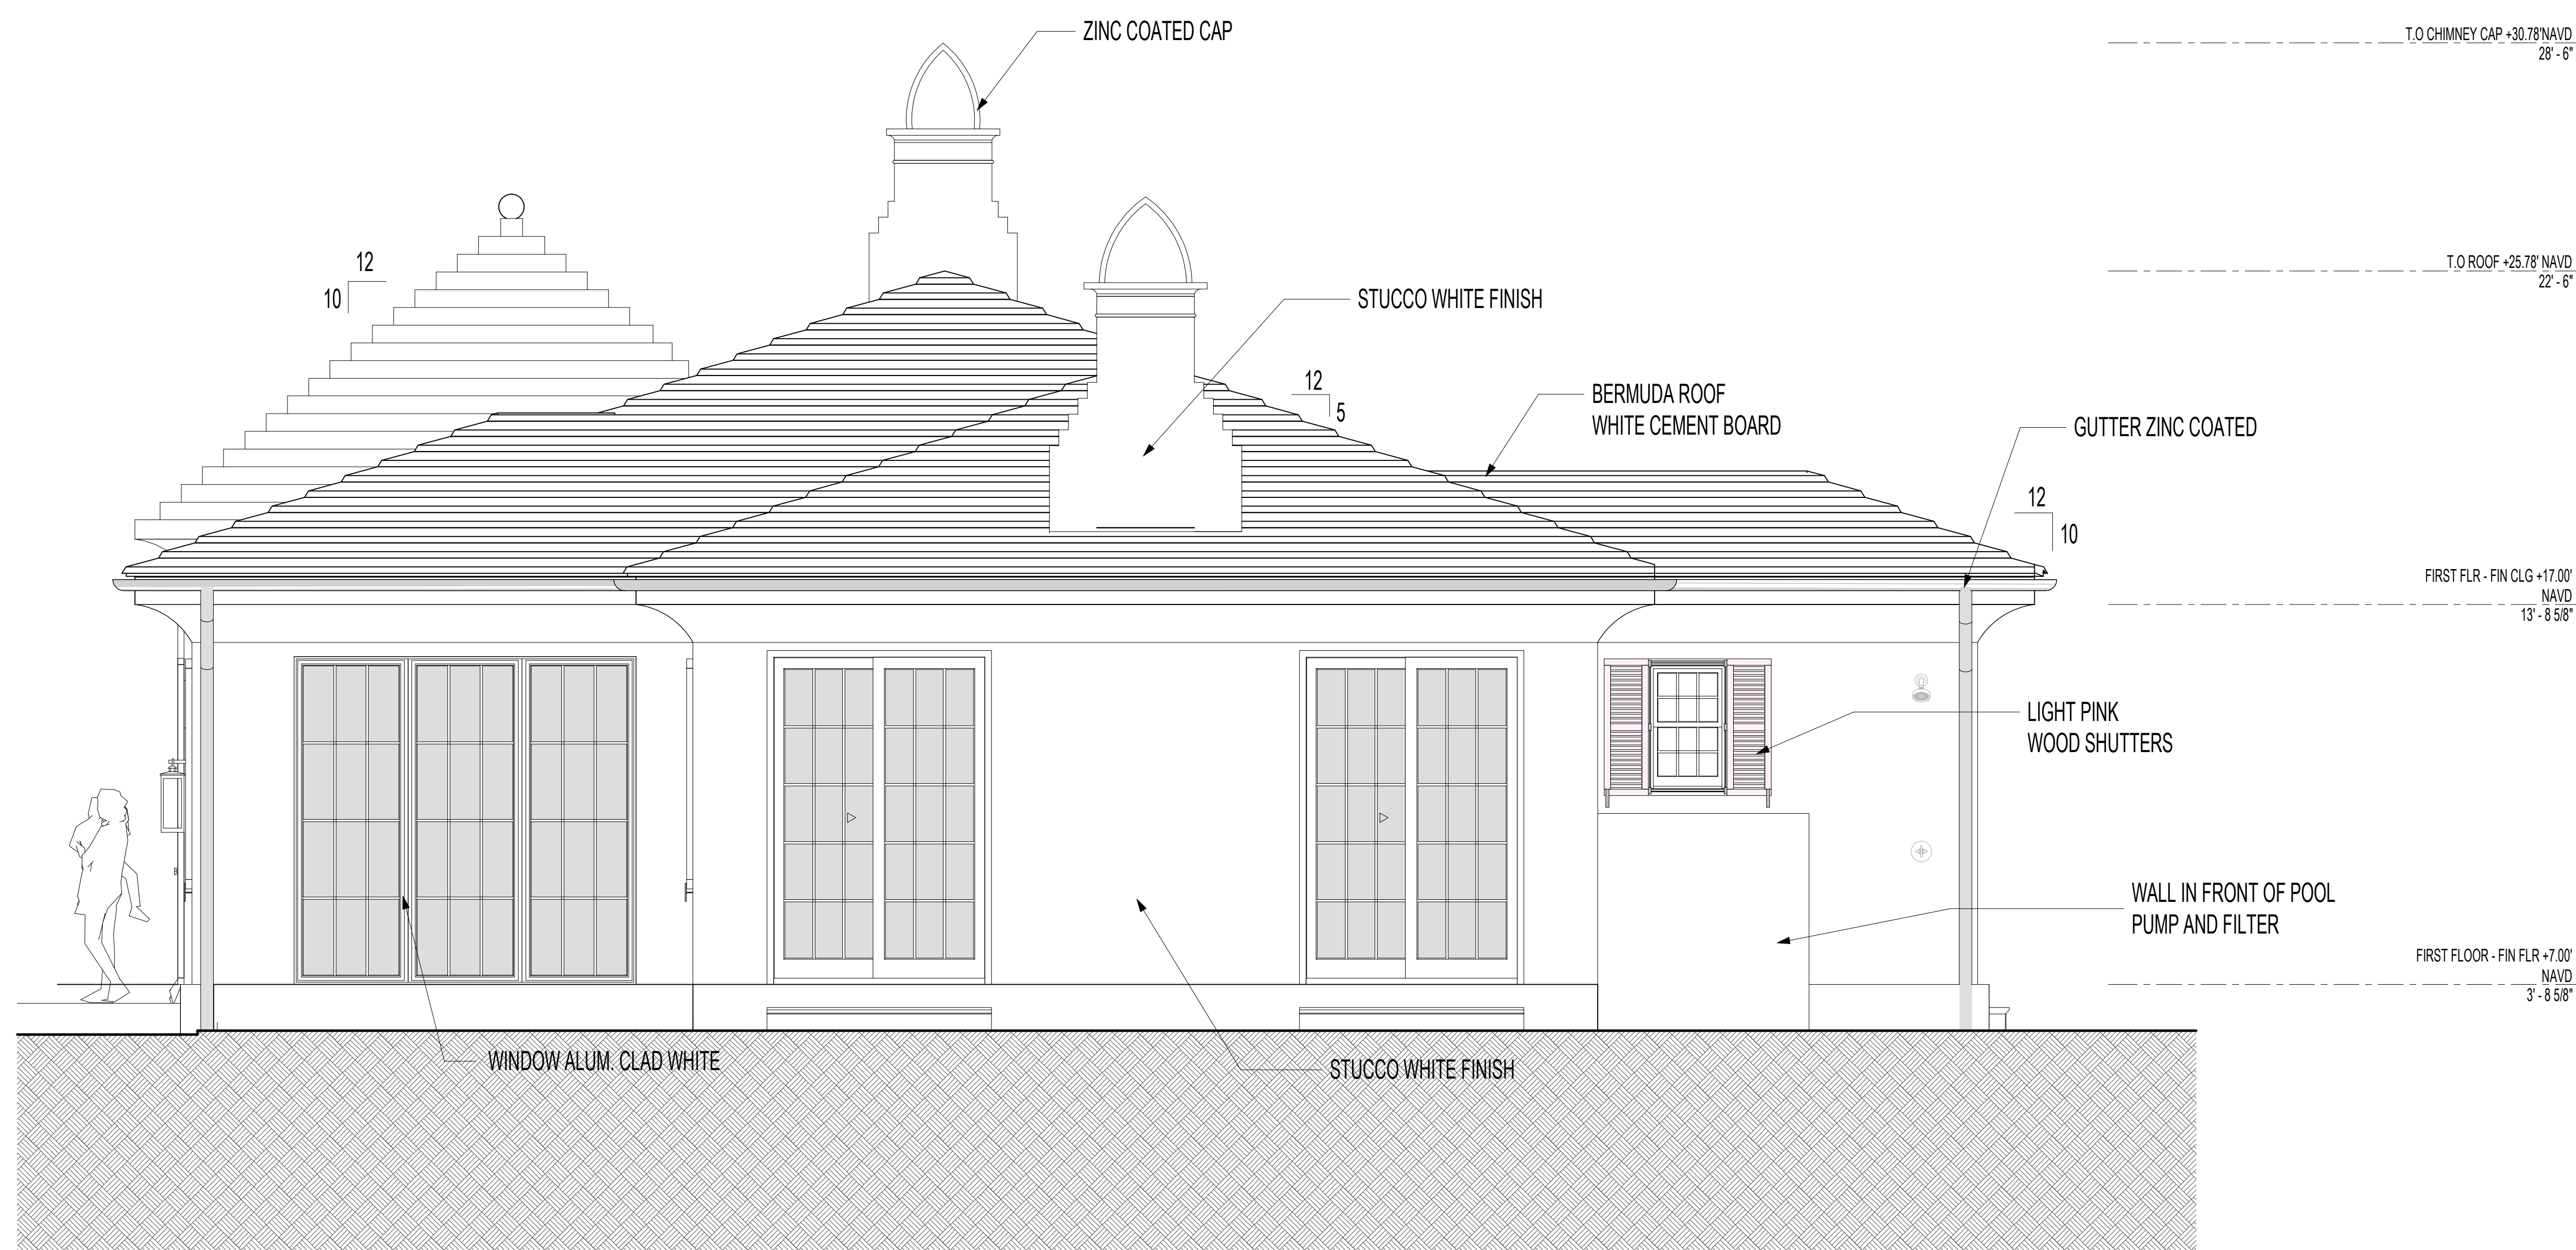 ZINC COATED CAP
T.O CHIMNEY CAP +30.78'NAVD
28' - 6"
12
10
T.O ROOF +25.78' NAVD
22' - 6"
STUCCO WHITE FINISH
12
5
BERMUDA ROOF
WHITE CEMENT BOARD
GUTTER ZINC COATED
12
10
FIRST FLR - FIN CLG +17.00'
NAVD
13' - 8 5/8"
LIGHT PINK
WOOD SHUTTERS
WALL IN FRONT OF POOL
PUMP AND FILTER
FIRST FLOOR - FIN FLR +7.00'
NAVD
3' - 8 5/8"
WINDOW ALUM. CLAD WHITE
STUCCO WHITE FINISH